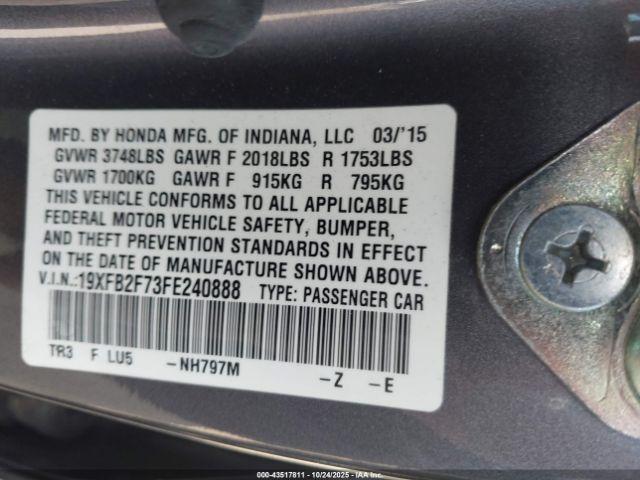 MFD. BY HONDA MFG. OF INDIANA, LLC 03/'15
GVWR 3748LBS GAWR F 2018LBS R 1753LBS
GVWR 1700KG GAWR F 915KG R 795KG
THIS VEHICLE CONFORMS TO ALL APPLICABLE
FEDERAL MOTOR VEHICLE SAFETY, BUMPER,
AND THEFT PREVENTION STANDARDS IN EFFECT
ON THE DATE OF MANUFACTURE SHOWN ABOVE.
V.I.N.:19XFB2F73FE240888 TYPE: PASSENGER CAR
TR3 F LU5 -NH797M -Z -E
000-43517811 - 10/24/2025 - IAA Inc.